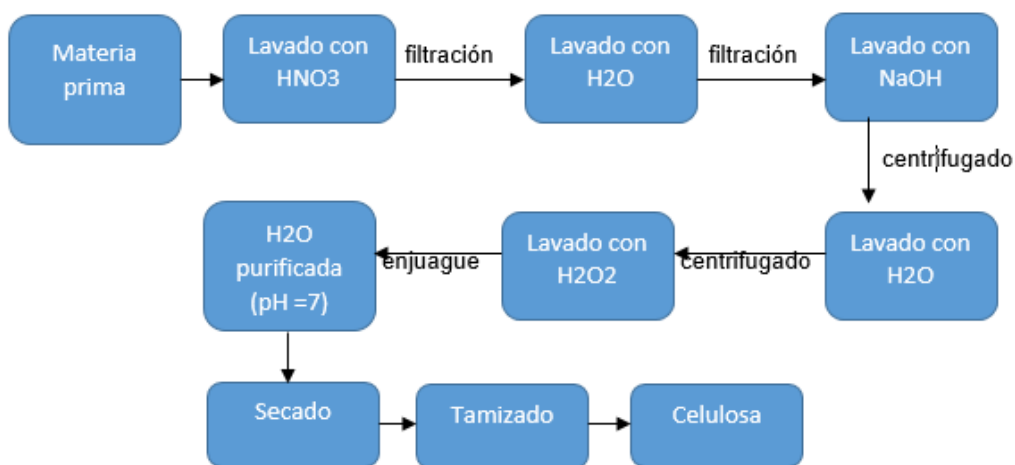 Materia
prima
Lavado con
HNO3
filtración
Lavado con
H2O
filtración
Lavado con
NaOH
centrifugado
Lavado con
H2O
centrifugado
Lavado con
H2O2
enjuague
H2O
purificada
(pH =7)
Secado
Tamizado
Celulosa